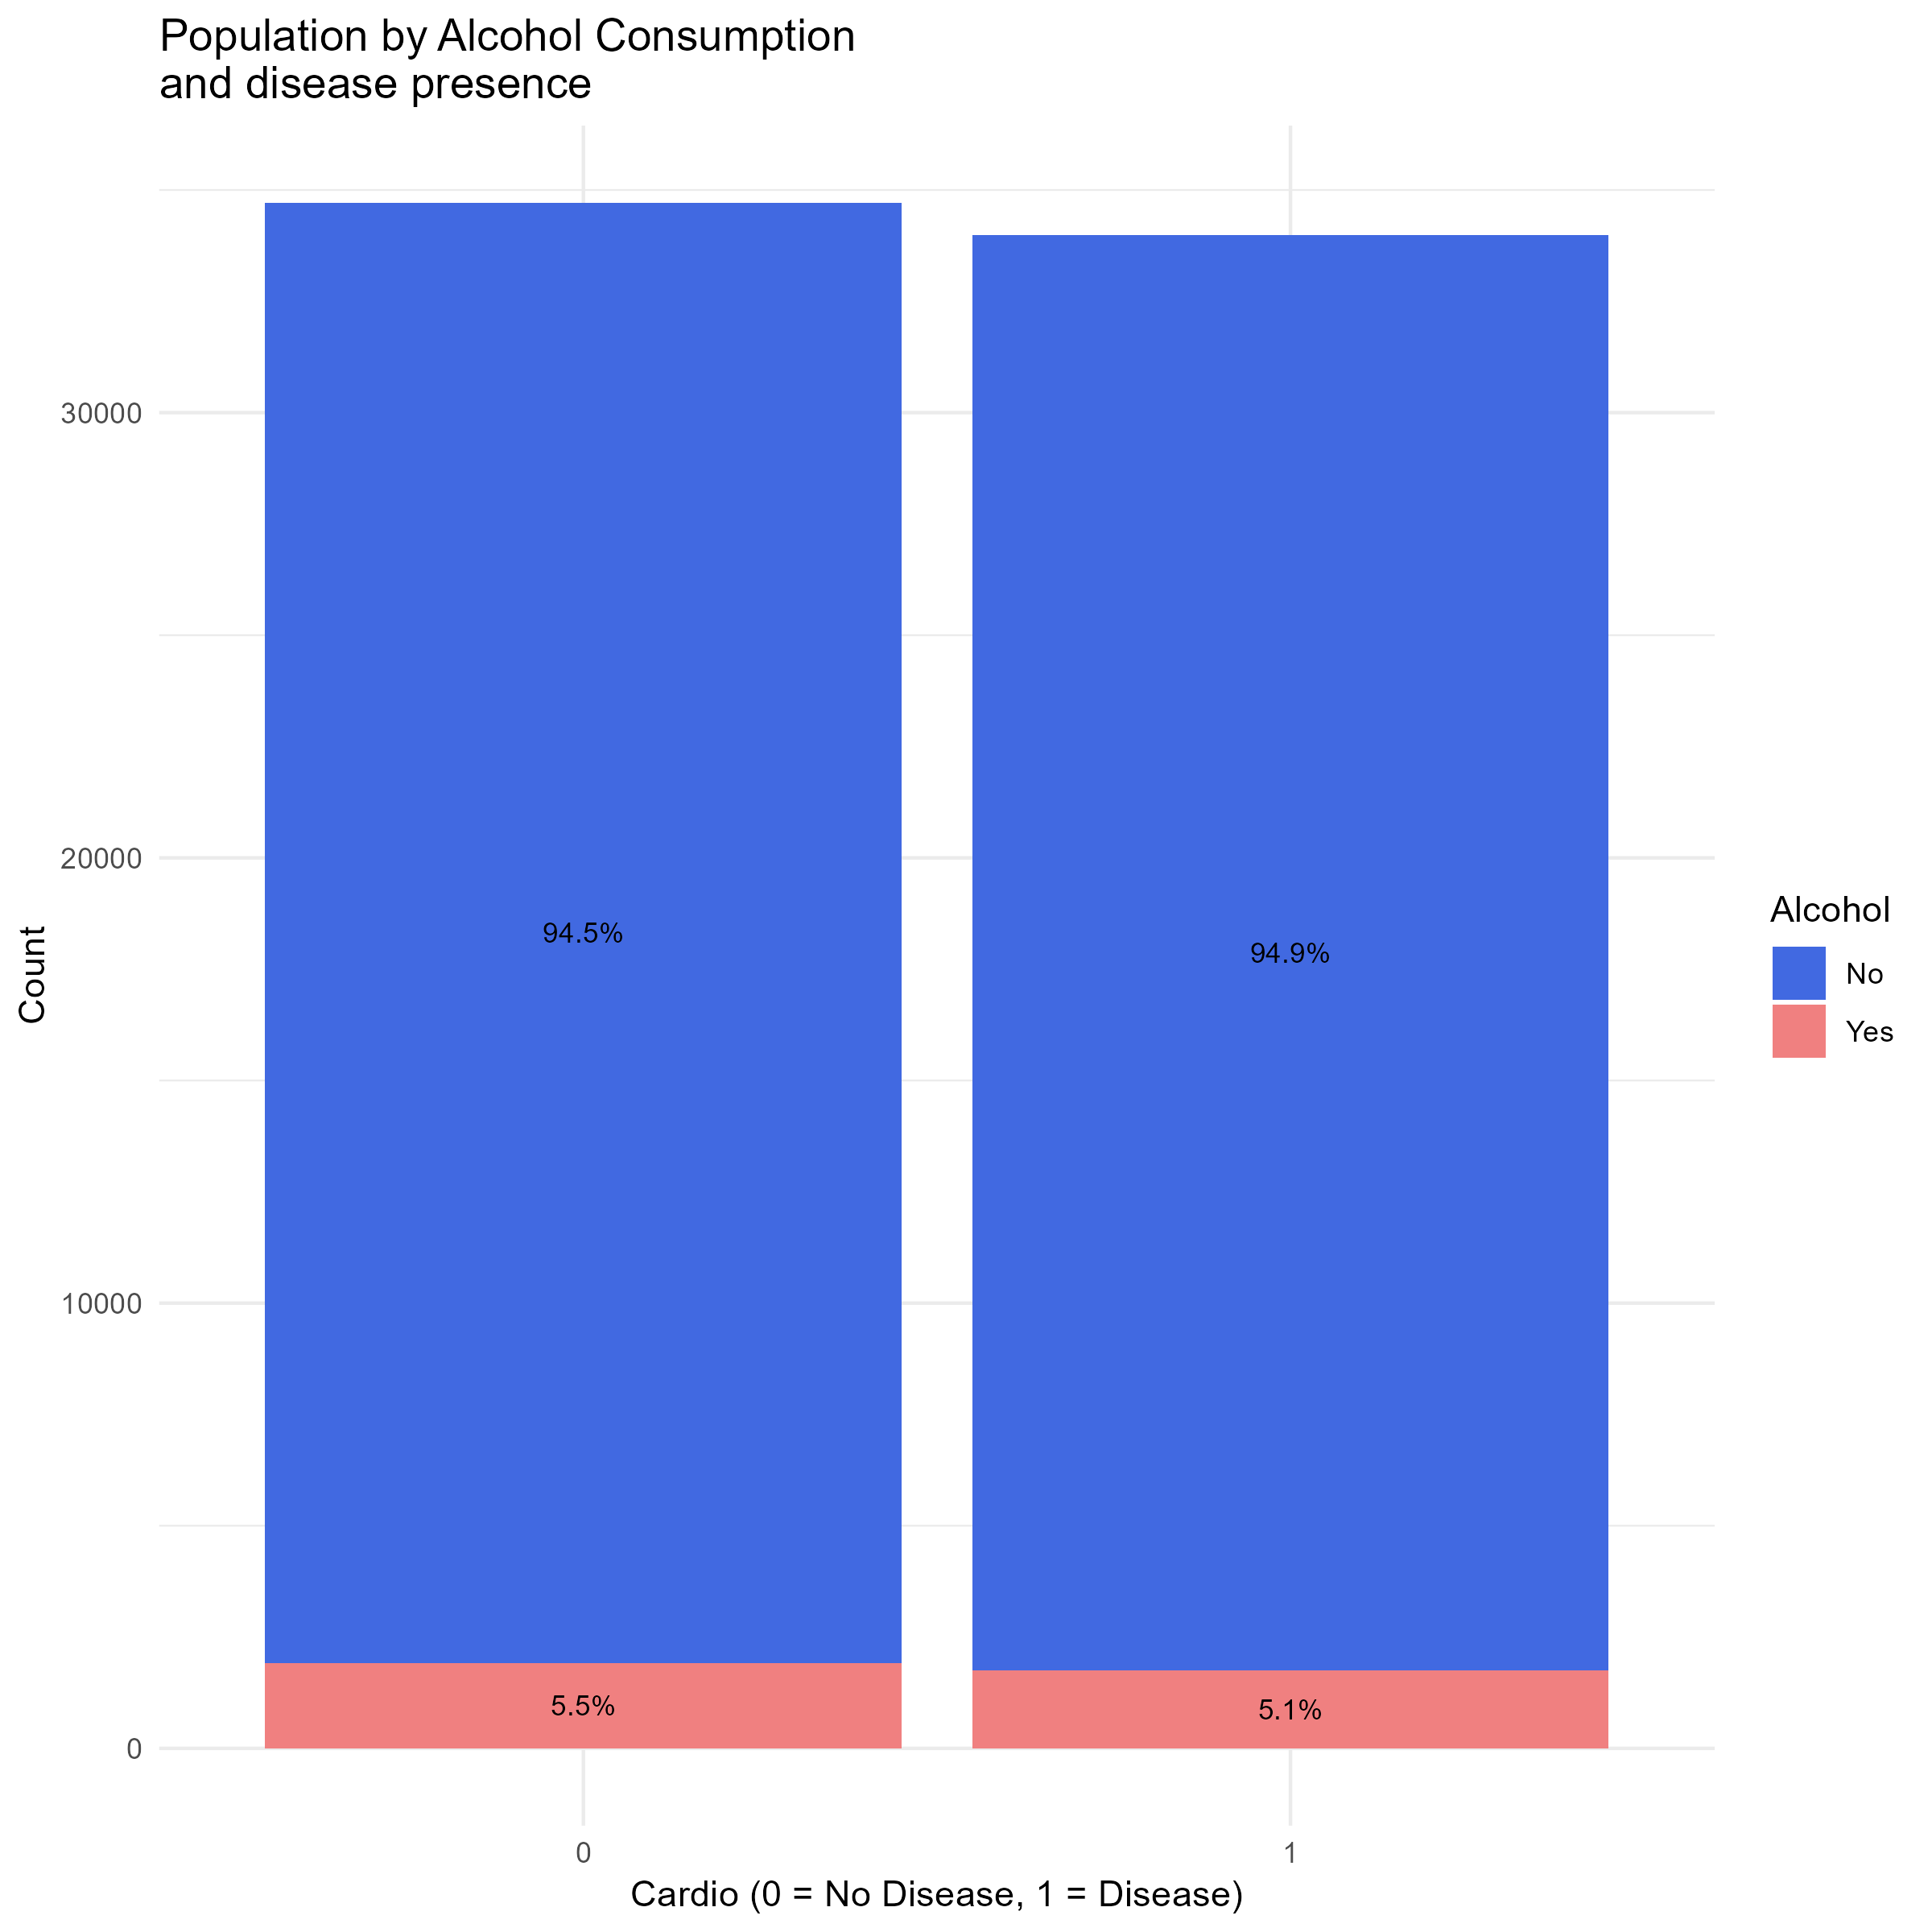 Population by Alcohol Consumption
and disease presence
Count
30000
20000
10000
0
94.5%
94.9%
5.5%
5.1%
0
1
Cardio (0 = No Disease, 1 = Disease)
Alcohol
No
Yes